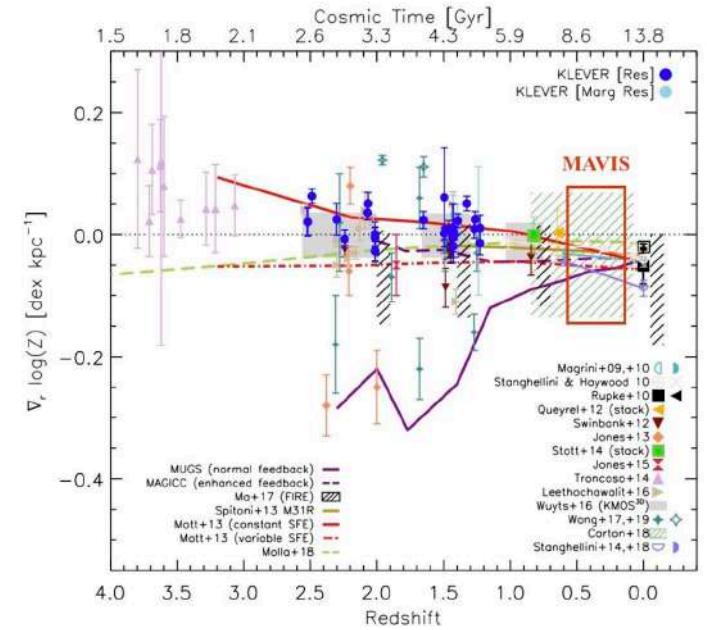 Cosmic Time [Gyr]
1.5 1.7 1.8 2.1 2.6 3.3 4.3 5.9 8.6 13.8
KLEVER [Res]
KLEVER [Marg Res]
MAVIS
0.2
0.0
−0.2
−0.4
∇r log(Z) [dex kpc⁻¹]
Magrini+09,+10
Stanghellini & Haywood 10
Rupke+10
Queyrel+12 (stack)
Swinbank+12
Jones+13
Stott+14 (stack)
Jones+15
Troncoso+14
Leethochawalit+16
Wuyts+16 (KMOS³ᴰ)
Wang+17,+19
Carton+18
Stanghellini+14,+18
MUGS (normal feedback)
MAGICC (enhanced feedback)
Ma+17 (FIRE)
Spitoni+13 M31R
Mott+13 (constant SFE)
Mott+13 (variable SFE)
Molla+18
4.0 3.5 3.0 2.5 2.0 1.5 1.0 0.5 0.0
Redshift